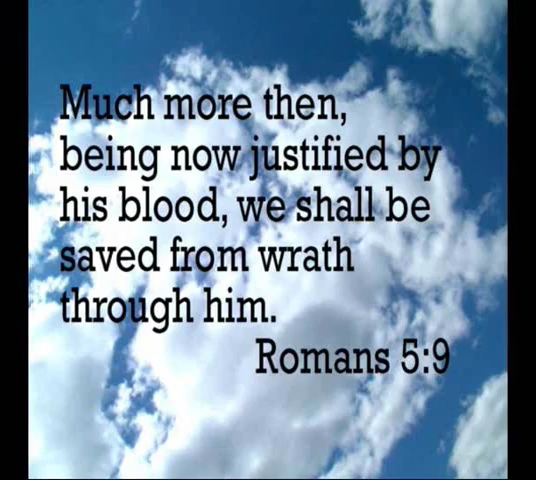 Much more then,
being now justified by
his blood, we shall be
saved from wrath
through him.
Romans 5:9